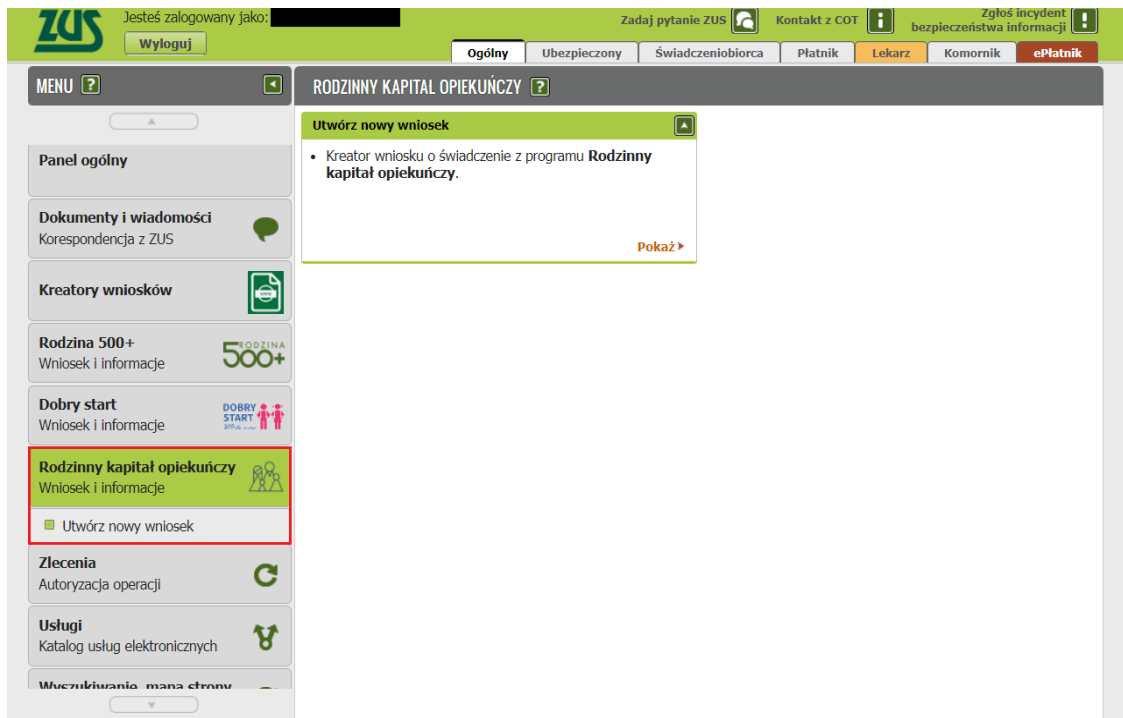 ZUS
Jesteś zalogowany jako:
Wyloguj
Zadaj pytanie ZUS
Kontakt z COT
Zgłoś incydent
bezpieczeństwa informacji
Ogólny
Ubezpieczony
Świadczeniobiorca
Płatnik
Lekarz
Komornik
ePłatnik
MENU ?
RODZINNY KAPITAŁ OPIEKUŃCZY ?
Utwórz nowy wniosek
• Kreator wniosku o świadczenie z programu Rodzinny
kapitał opiekuńczy.
Pokaż
Panel ogólny
Dokumenty i wiadomości
Korespondencja z ZUS
Kreatory wniosków
Rodzina 500+
Wniosek i informacje
RODZINA
500+
Dobry start
Wniosek i informacje
DOBRY
START
Rodzinny kapitał opiekuńczy
Wniosek i informacje
Utwórz nowy wniosek
Zlecenia
Autoryzacja operacji
Usługi
Katalog usług elektronicznych
Wyszukiwanie, mapa strony